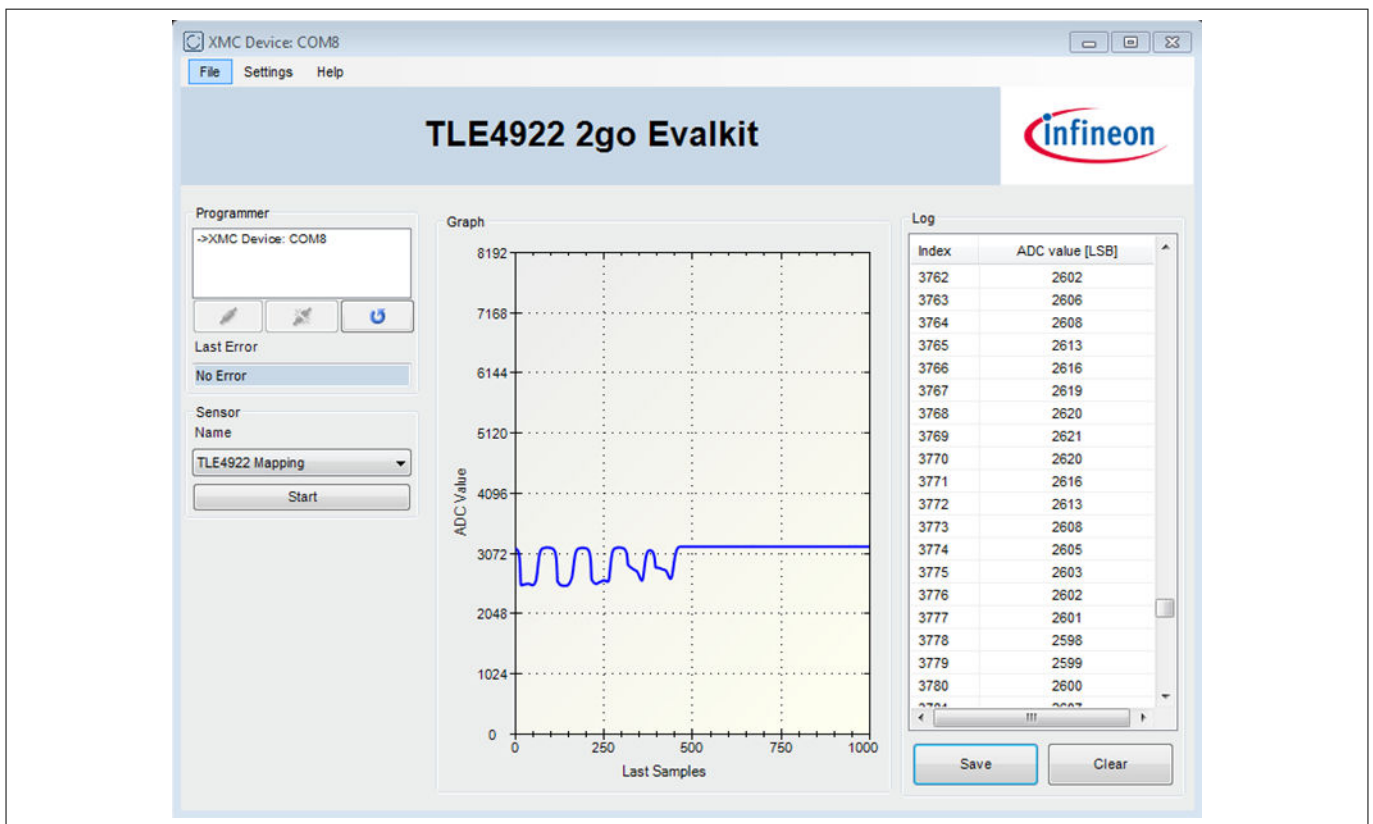 XMC Device: COM8
File Settings Help
TLE4922 2go Evalkit
infineon
Programmer
->XMC Device: COM8
Last Error
No Error
Sensor
Name
TLE4922 Mapping
Start
Graph
8192
7168
6144
5120
4096
3072
2048
1024
0
ADC Value
0 250 500 750 1000
Last Samples
Log
Index ADC value [LSB]
3762 2602
3763 2606
3764 2608
3765 2613
3766 2616
3767 2619
3768 2620
3769 2621
3770 2620
3771 2616
3772 2613
3773 2608
3774 2605
3775 2603
3776 2602
3777 2601
3778 2598
3779 2599
3780 2600
Save Clear